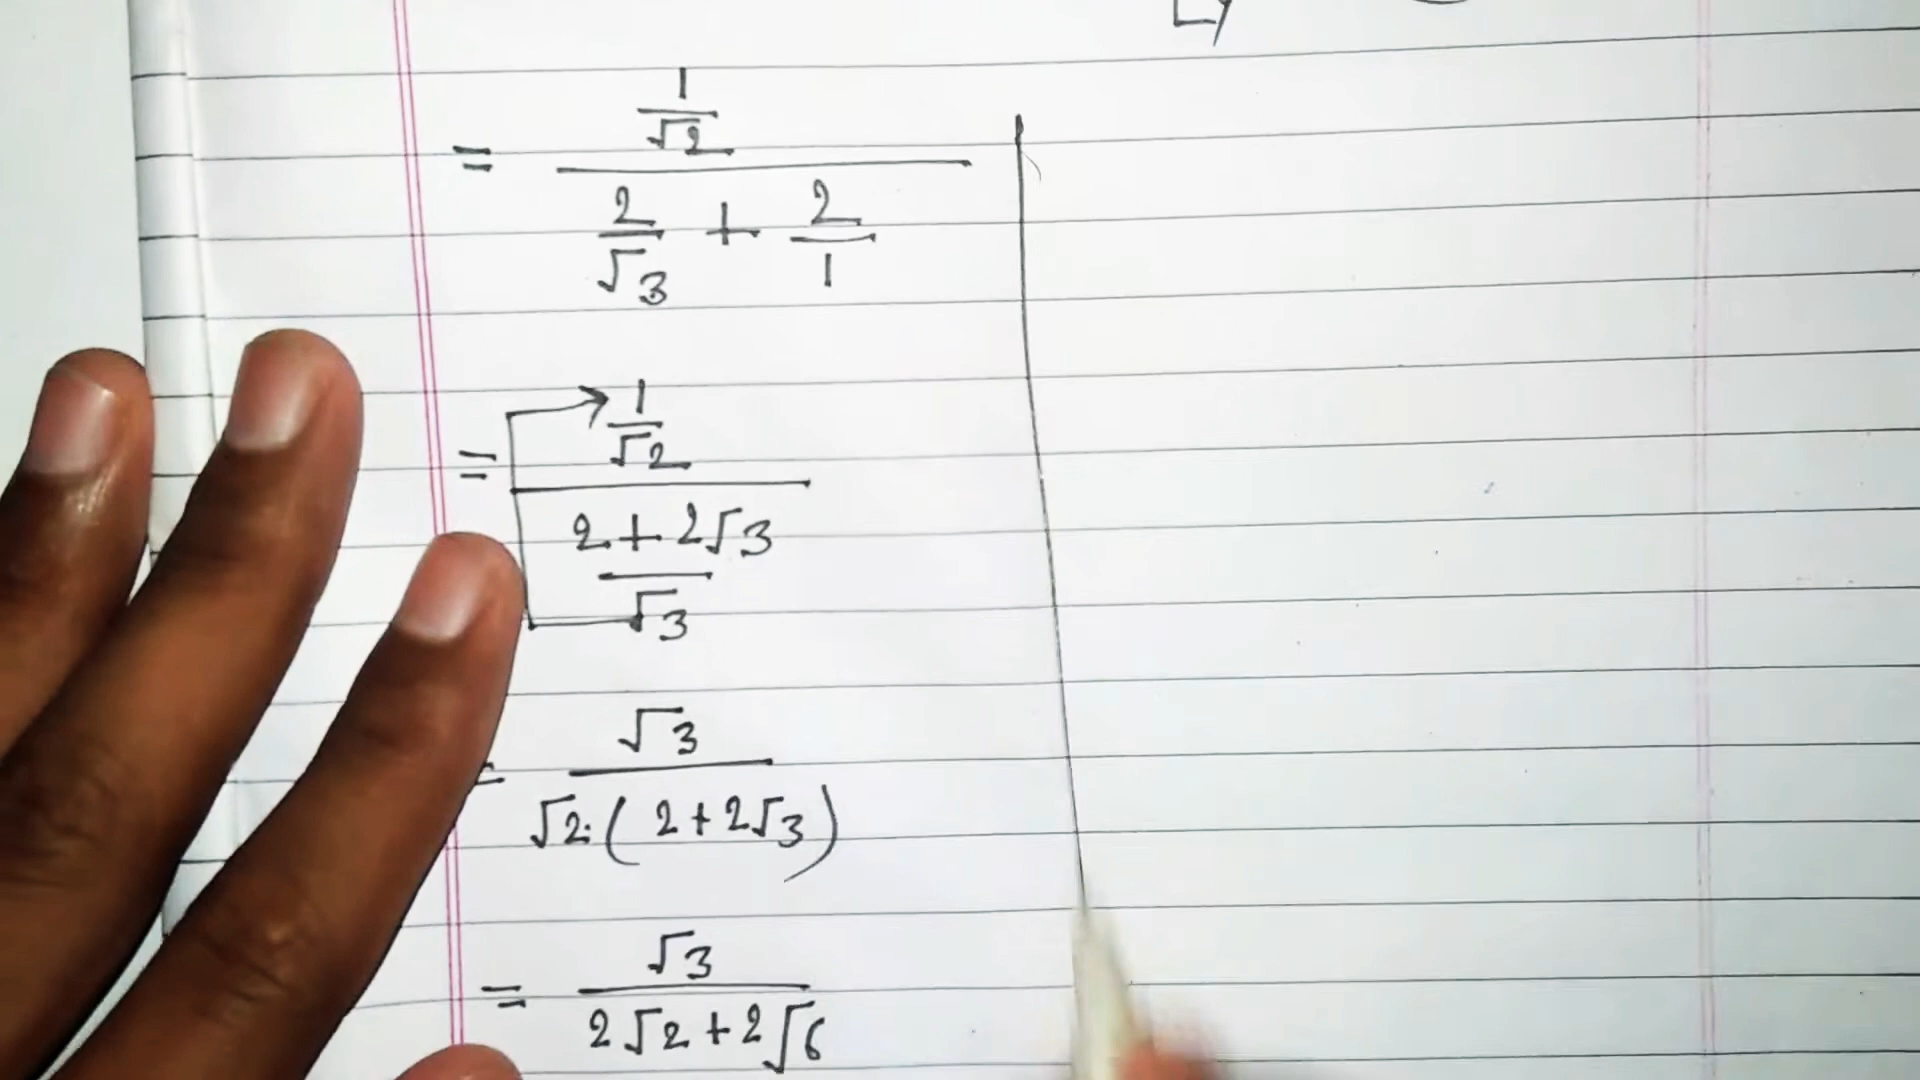 = 1/√2 / (2/√3 + 2/1)
= 1/√2 / ((2+2√3)/√3)
= √3 / (√2.(2+2√3))
= √3 / (2√2+2√6)